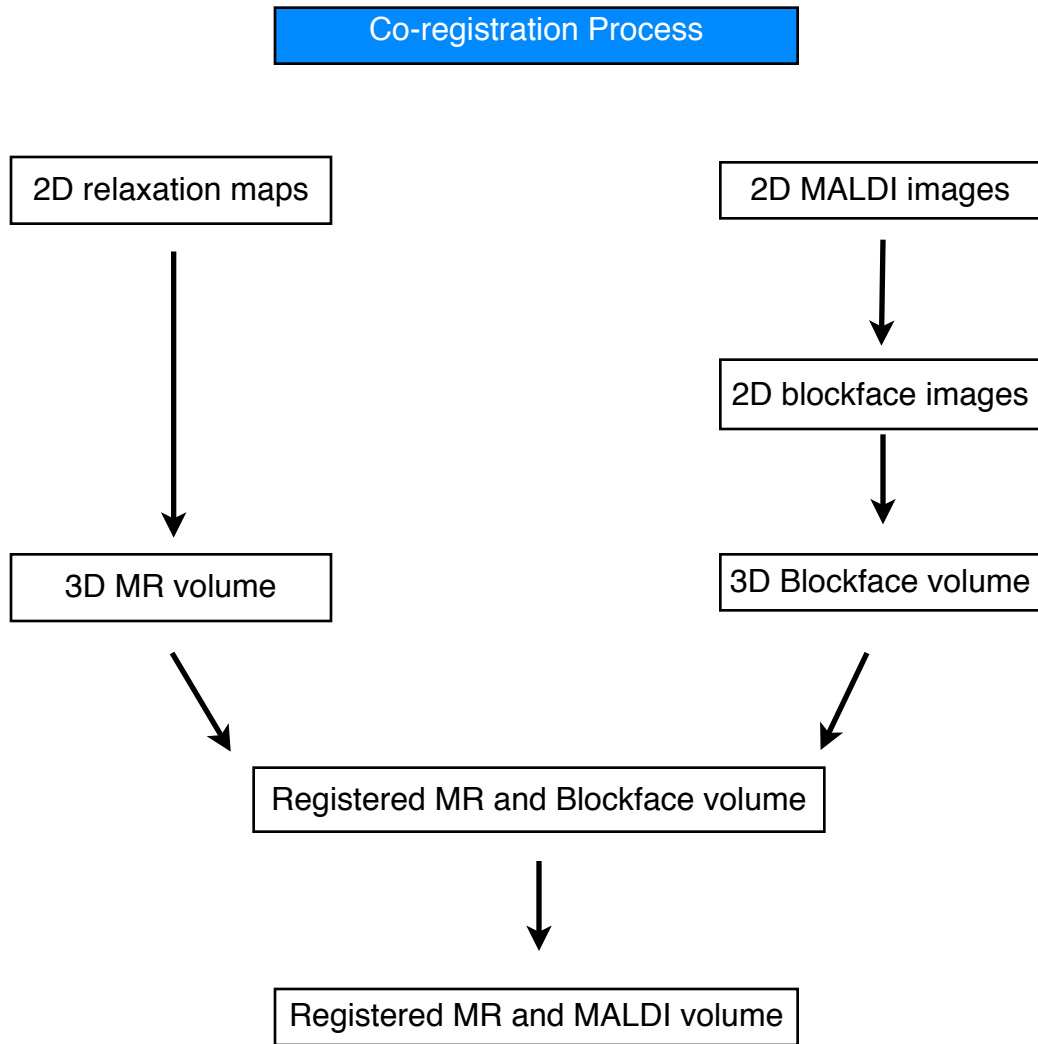 Co-registration Process
2D relaxation maps
2D MALDI images
2D blockface images
3D MR volume
3D Blockface volume
Registered MR and Blockface volume
Registered MR and MALDI volume